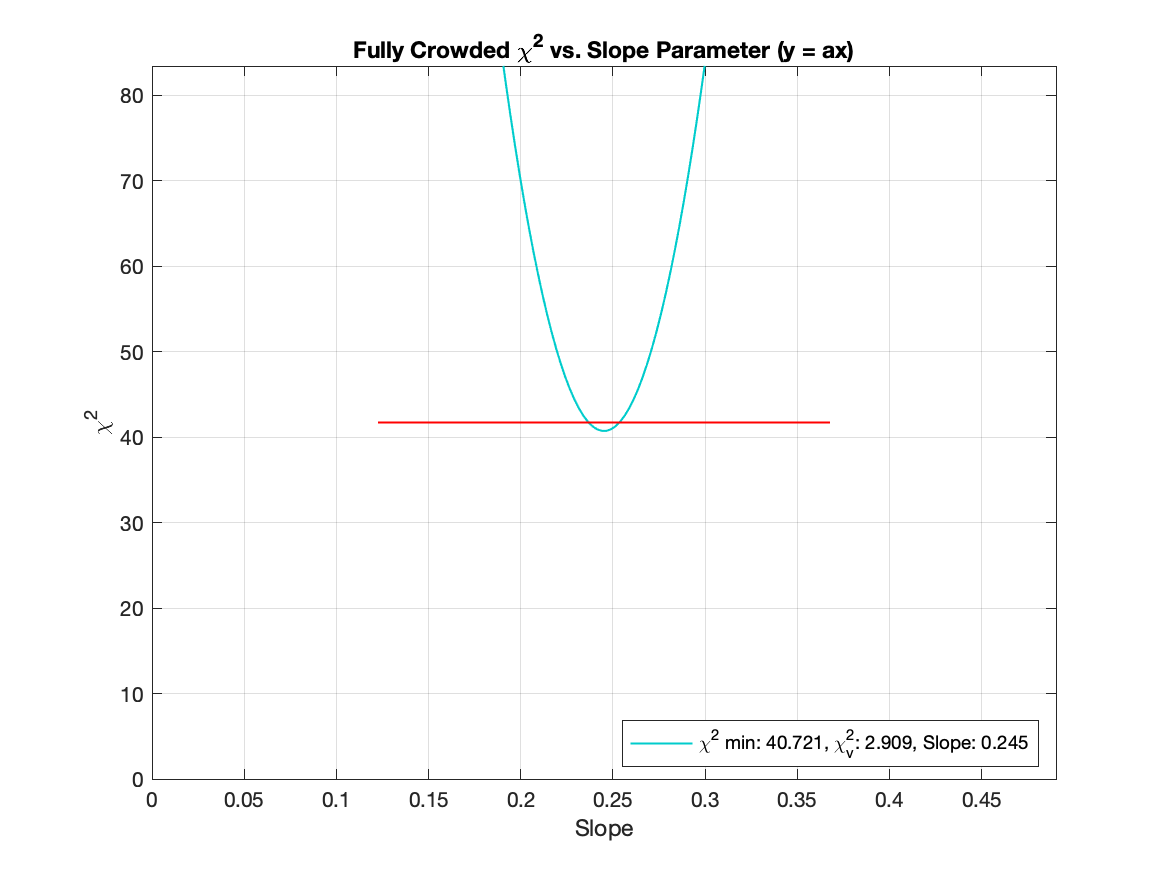 Fully Crowded χ² vs. Slope Parameter (y = ax)
80
70
60
50
40
30
20
10
0
χ²
0 0.05 0.1 0.15 0.2 0.25 0.3 0.35 0.4 0.45
Slope
χ² min: 40.721, χ²ᵥ: 2.909, Slope: 0.245